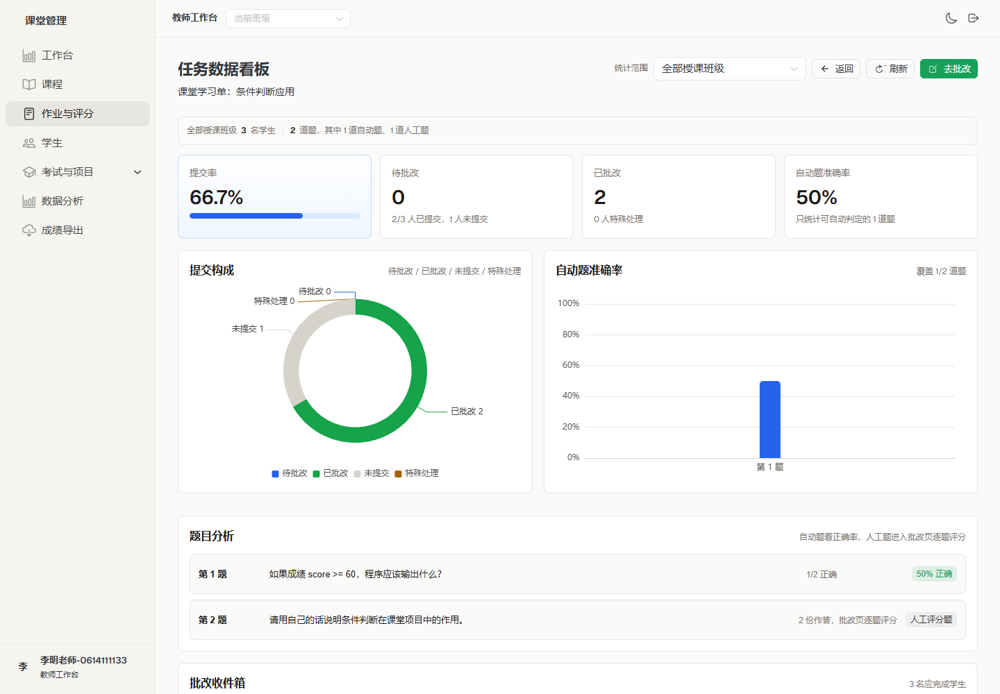 课堂管理
工作台
课程
作业与评分
学生
考试与项目
数据分析
成绩导出
李
李明老师-0614111133
教师工作台
教师工作台
当前班级
任务数据看板
课堂学习单：条件判断应用
统计范围
全部授课班级
返回
刷新
去批改
全部授课班级 3 名学生
2 道题，其中 1 道自动题、1 道人工题
提交率
66.7%
待批改
0
2/3 人已提交，1 人未提交
已批改
2
0 人特殊处理
自动题准确率
50%
只统计可自动判定的 1 道题
提交构成
待批改 / 已批改 / 未提交 / 特殊处理
待批改 0
特殊处理 0
未提交 1
已批改 2
待批改
已批改
未提交
特殊处理
自动题准确率
覆盖 1/2 道题
100%
80%
60%
40%
20%
0%
第 1 题
题目分析
自动题看正确率，人工题进入批改页逐题评分
第 1 题
如果成绩 score >= 60，程序应该输出什么？
1/2 正确
50% 正确
第 2 题
请用自己的话说明条件判断在课堂项目中的作用。
2 份作答，批改页逐题评分
人工评分题
批改收件箱
3 名应完成学生